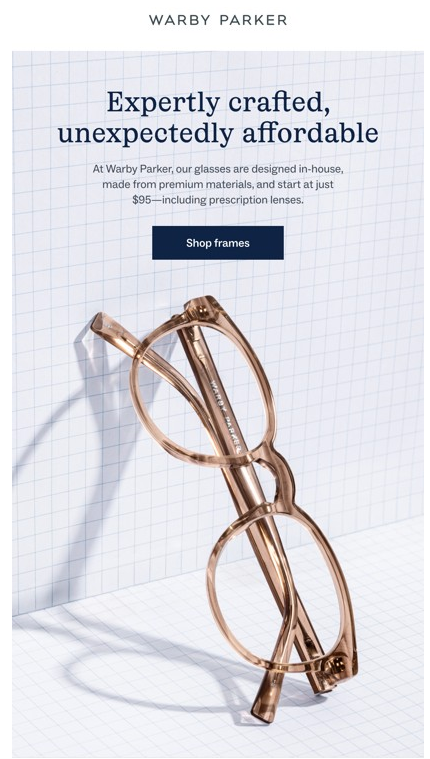 WARBY PARKER
Expertly crafted,
unexpectedly affordable
At Warby Parker, our glasses are designed in-house,
made from premium materials, and start at just
$95—including prescription lenses.
Shop frames
WARBY PARKER